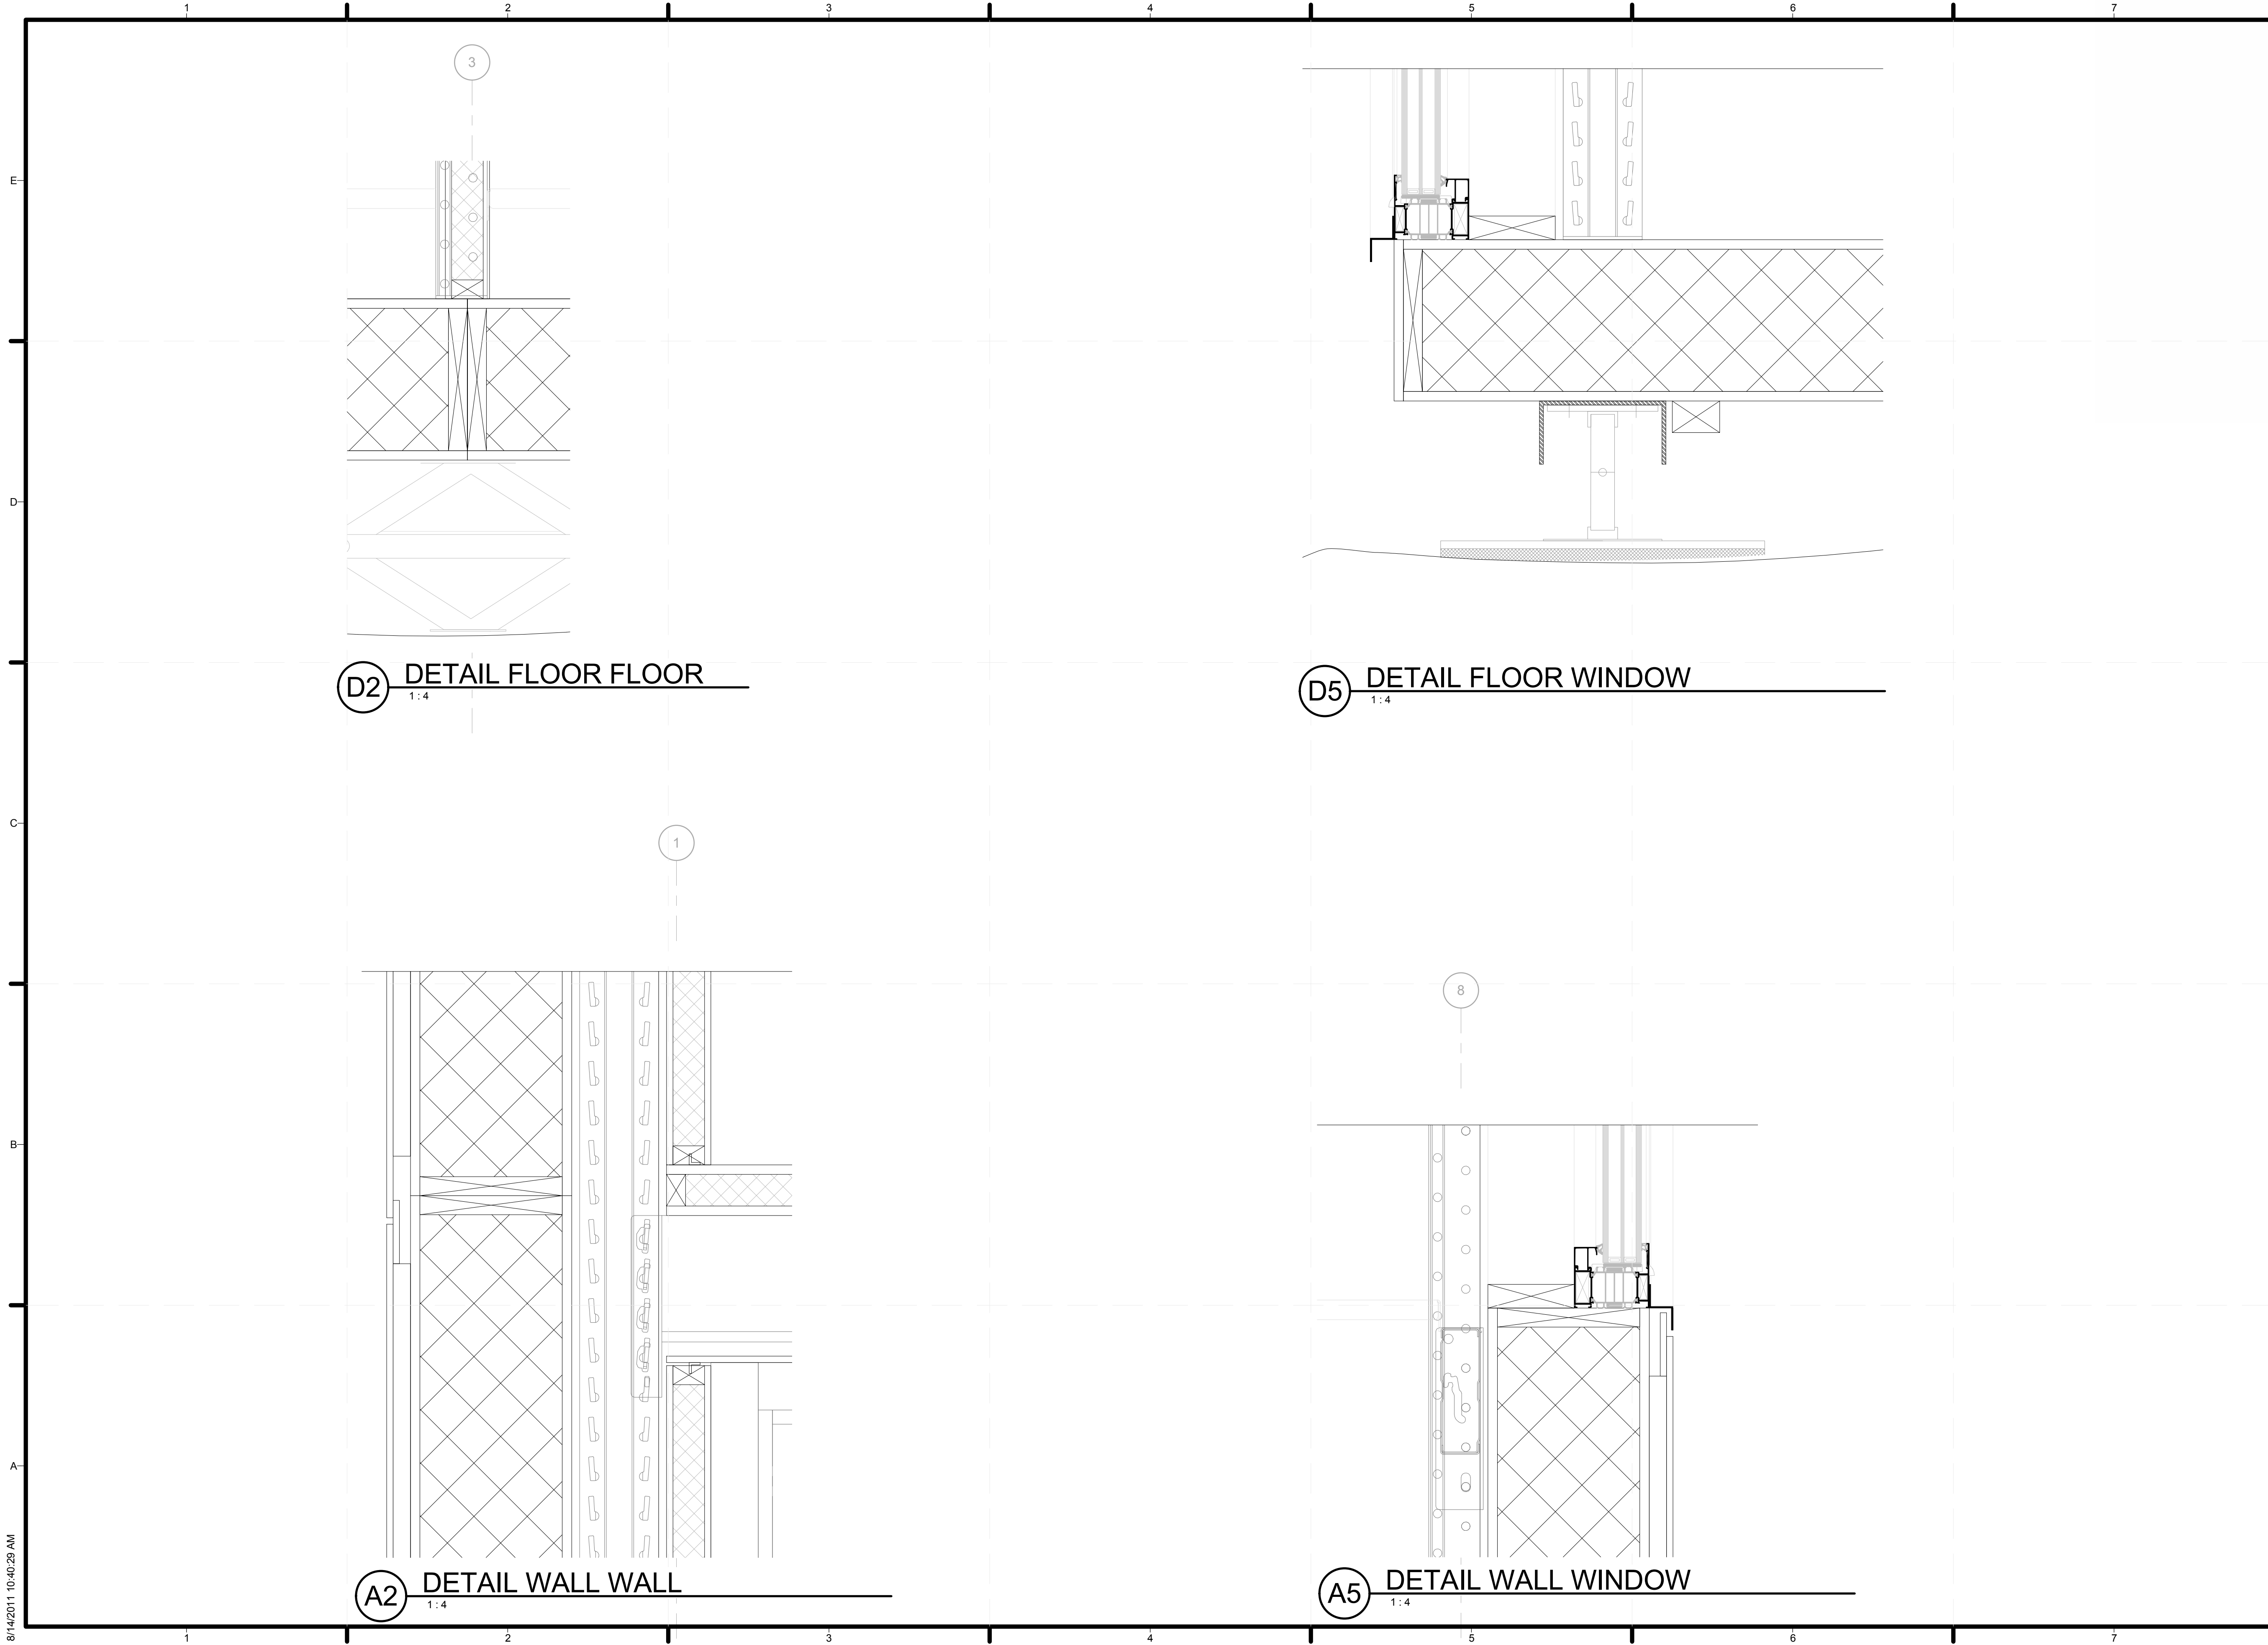 1 2 3 4 5 6 7
3
E
D
D2 DETAIL FLOOR FLOOR
1 : 4
D5 DETAIL FLOOR WINDOW
1 : 4
C
1
8
B
A
A2 DETAIL WALL WALL
1 : 4
A5 DETAIL WALL WINDOW
1 : 4
8/14/2011 10:40:29 AM
1 2 3 4 5 6 7